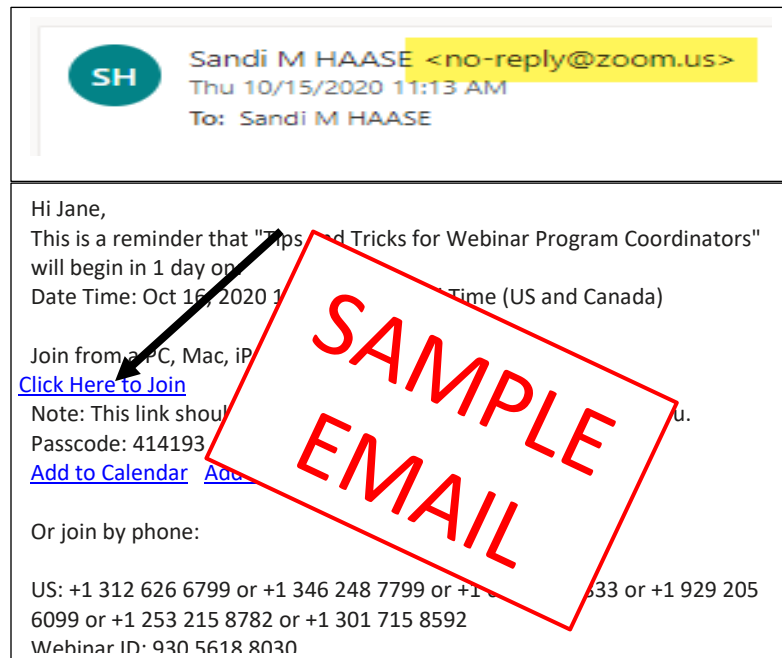 SH
Sandi M HAASE <no-reply@zoom.us>
Thu 10/15/2020 11:13 AM
To: Sandi M HAASE
Hi Jane,
This is a reminder that "Tips and Tricks for Webinar Program Coordinators"
will begin in 1 day on:
Date Time: Oct 16, 2020 1 Time (US and Canada)
Join from a PC, Mac,
Click Here to Join
Note: This link
Passcode: 414193
Add to Calendar
Or join by phone:
US: +1 312 626 6799 or +1 346 248 7799 or +1 833 or +1 929 205
6099 or +1 253 215 8782 or +1 301 715 8592
Webinar ID: 930 5618 8030
SAMPLE
EMAIL